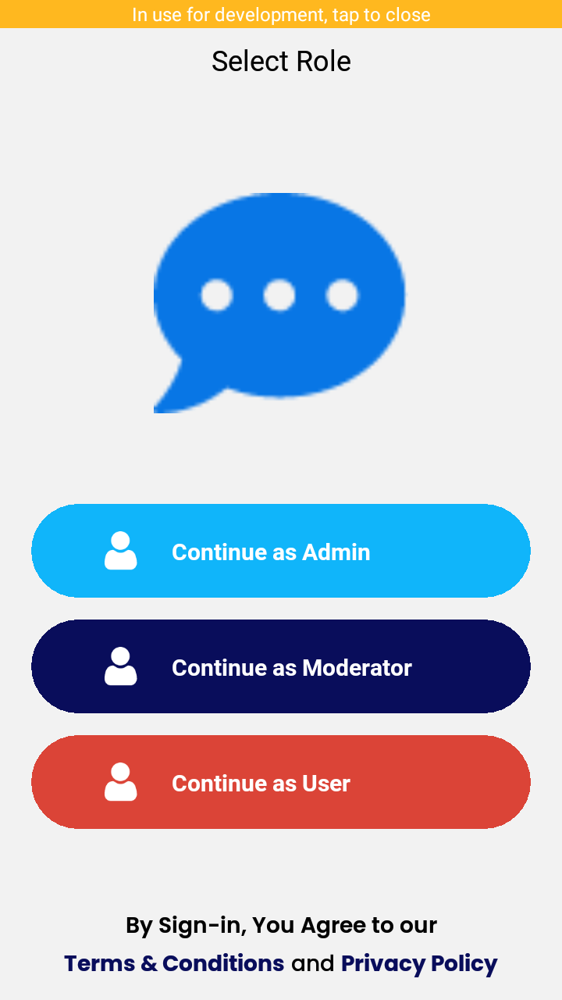 In use for development, tap to close
Select Role
Continue as Admin
Continue as Moderator
Continue as User
By Sign-in, You Agree to our
Terms & Conditions and Privacy Policy